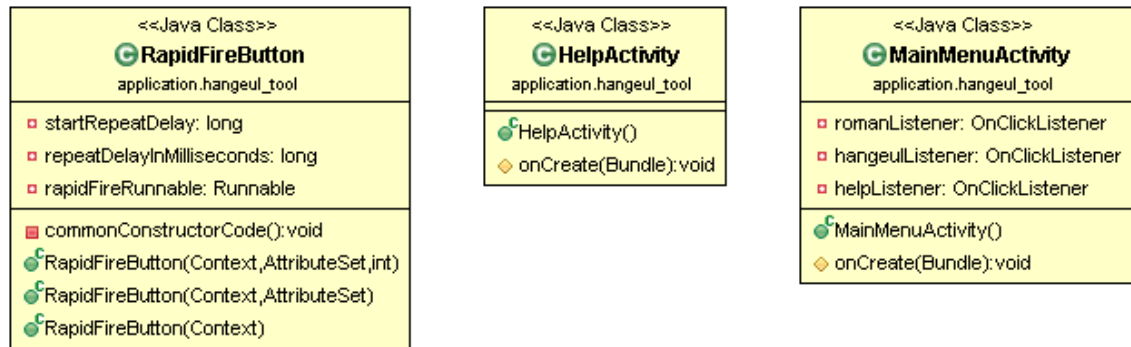 <<Java Class>>
RapidFireButton
application.hangeul_tool
startRepeatDelay: long
repeatDelayInMilliseconds: long
rapidFireRunnable: Runnable
commonConstructorCode():void
RapidFireButton(Context,AttributeSet,int)
RapidFireButton(Context,AttributeSet)
RapidFireButton(Context)
<<Java Class>>
HelpActivity
application.hangeul_tool
HelpActivity()
onCreate(Bundle):void
<<Java Class>>
MainMenuActivity
application.hangeul_tool
romanListener: OnClickListener
hangeulListener: OnClickListener
helpListener: OnClickListener
MainMenuActivity()
onCreate(Bundle):void